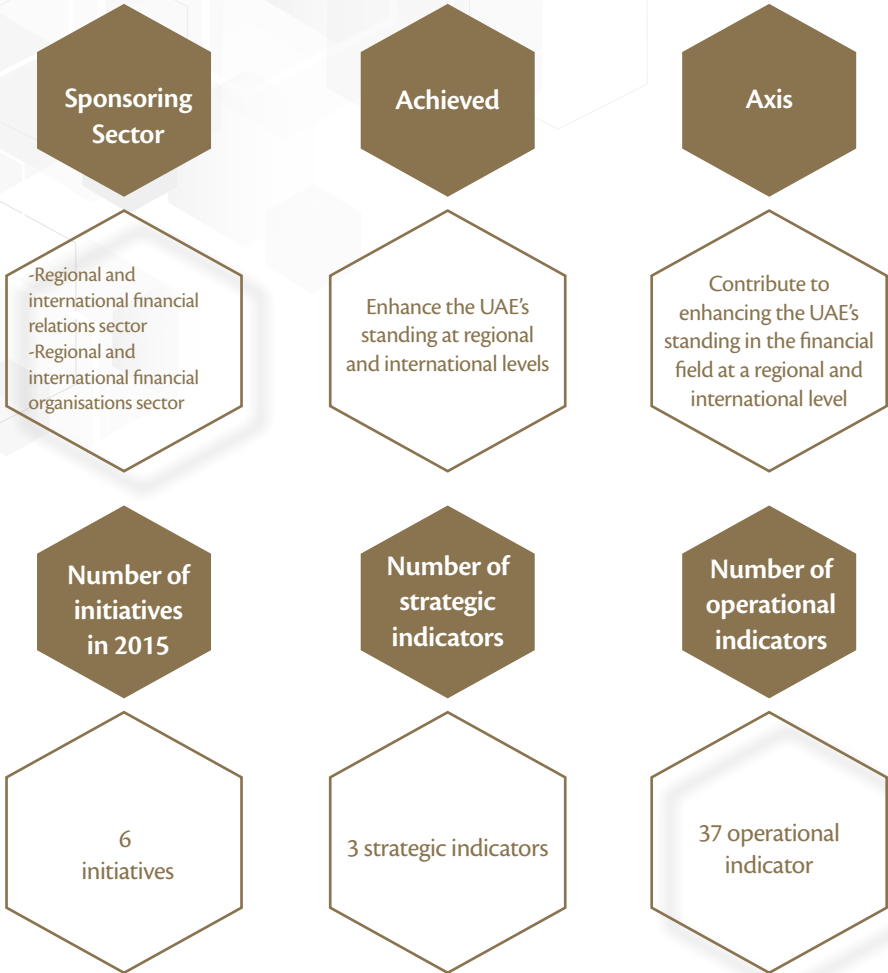 Sponsoring
Sector
Achieved
Axis
-Regional and
international financial
relations sector
-Regional and
international financial
organisations sector
Enhance the UAE’s
standing at regional
and international levels
Contribute to
enhancing the UAE’s
standing in the financial
field at a regional and
international level
Number of
initiatives
in 2015
Number of
strategic
indicators
Number of
operational
indicators
6
initiatives
3 strategic indicators
37 operational
indicator